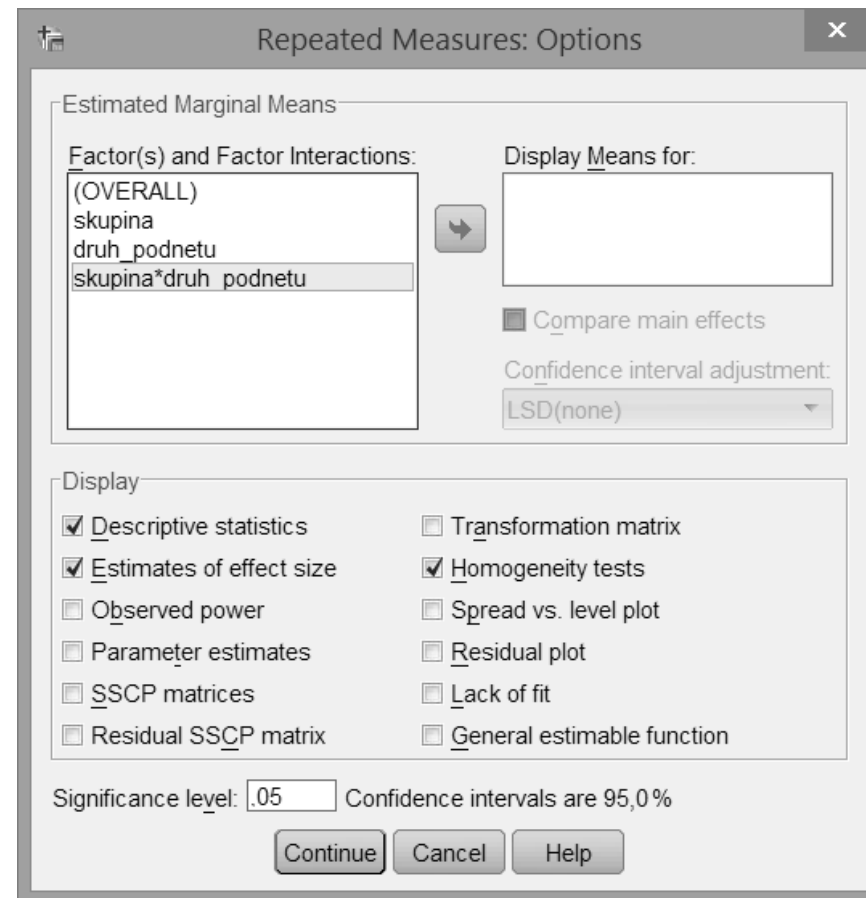 Repeated Measures: Options
Estimated Marginal Means
Factor(s) and Factor Interactions:
(OVERALL)
skupina
druh_podnetu
skupina*druh_podnetu
Display Means for:
Compare main effects
Confidence interval adjustment:
LSD(none)
Display
Descriptive statistics
Estimates of effect size
Observed power
Parameter estimates
SSCP matrices
Residual SSCP matrix
Transformation matrix
Homogeneity tests
Spread vs. level plot
Residual plot
Lack of fit
General estimable function
Significance level: ,05 Confidence intervals are 95,0%
Continue Cancel Help